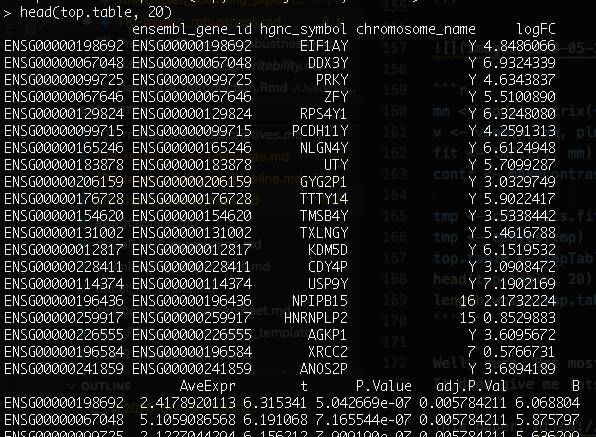 > head(top.table, 20)
ensembl_gene_id hgnc_symbol chromosome_name logFC
ENSG00000198692 ENSG00000198692 EIF1AY Y 4.8486066
ENSG00000067048 ENSG00000067048 DDX3Y Y 6.9324339
ENSG00000099725 ENSG00000099725 PRKY Y 4.6343837
ENSG00000067646 ENSG00000067646 ZFY Y 5.5100890
ENSG00000129824 ENSG00000129824 RPS4Y1 Y 6.3248080
ENSG00000099715 ENSG00000099715 PCDH11Y Y 4.2591313
ENSG00000165246 ENSG00000165246 NLGN4Y Y 6.6124948
ENSG00000183878 ENSG00000183878 UTY Y 5.7099287
ENSG00000206159 ENSG00000206159 GYG2P1 Y 3.0329749
ENSG00000176728 ENSG00000176728 TTTY14 Y 5.9022417
ENSG00000154620 ENSG00000154620 TMSB4Y Y 3.5338442
ENSG00000131002 ENSG00000131002 TXLNGY Y 5.4616788
ENSG00000012817 ENSG00000012817 KDM5D Y 6.1519532
ENSG00000228411 ENSG00000228411 CDY4P Y 3.0908472
ENSG00000114374 ENSG00000114374 USP9Y Y 7.1902169
ENSG00000196436 ENSG00000196436 NPIPB15 16 2.1732224
ENSG00000259917 ENSG00000259917 HNRNPLP2 15 0.8529883
ENSG00000226555 ENSG00000226555 AGKP1 Y 3.6095672
ENSG00000196584 ENSG00000196584 XRCC2 7 0.5766731
ENSG00000241859 ENSG00000241859 ANOS2P Y 3.6894189
AveExpr t P.Value adj.P.Val B
ENSG00000198692 2.4178920113 6.315341 5.042669e-07 0.005784211 6.068804
ENSG00000067048 5.1059086568 6.191068 7.165544e-07 0.005784211 5.875797